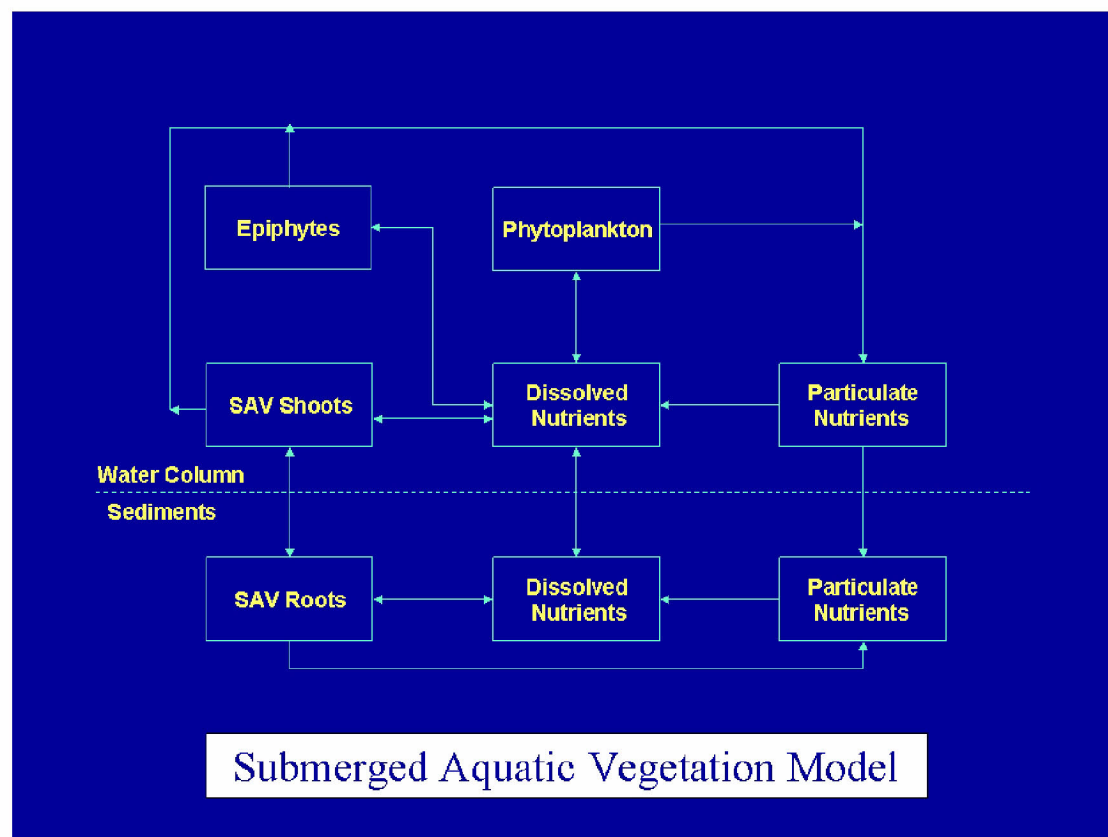 Epiphytes
Phytoplankton
SAV Shoots
Dissolved
Nutrients
Particulate
Nutrients
Water Column
Sediments
SAV Roots
Dissolved
Nutrients
Particulate
Nutrients
Submerged Aquatic Vegetation Model